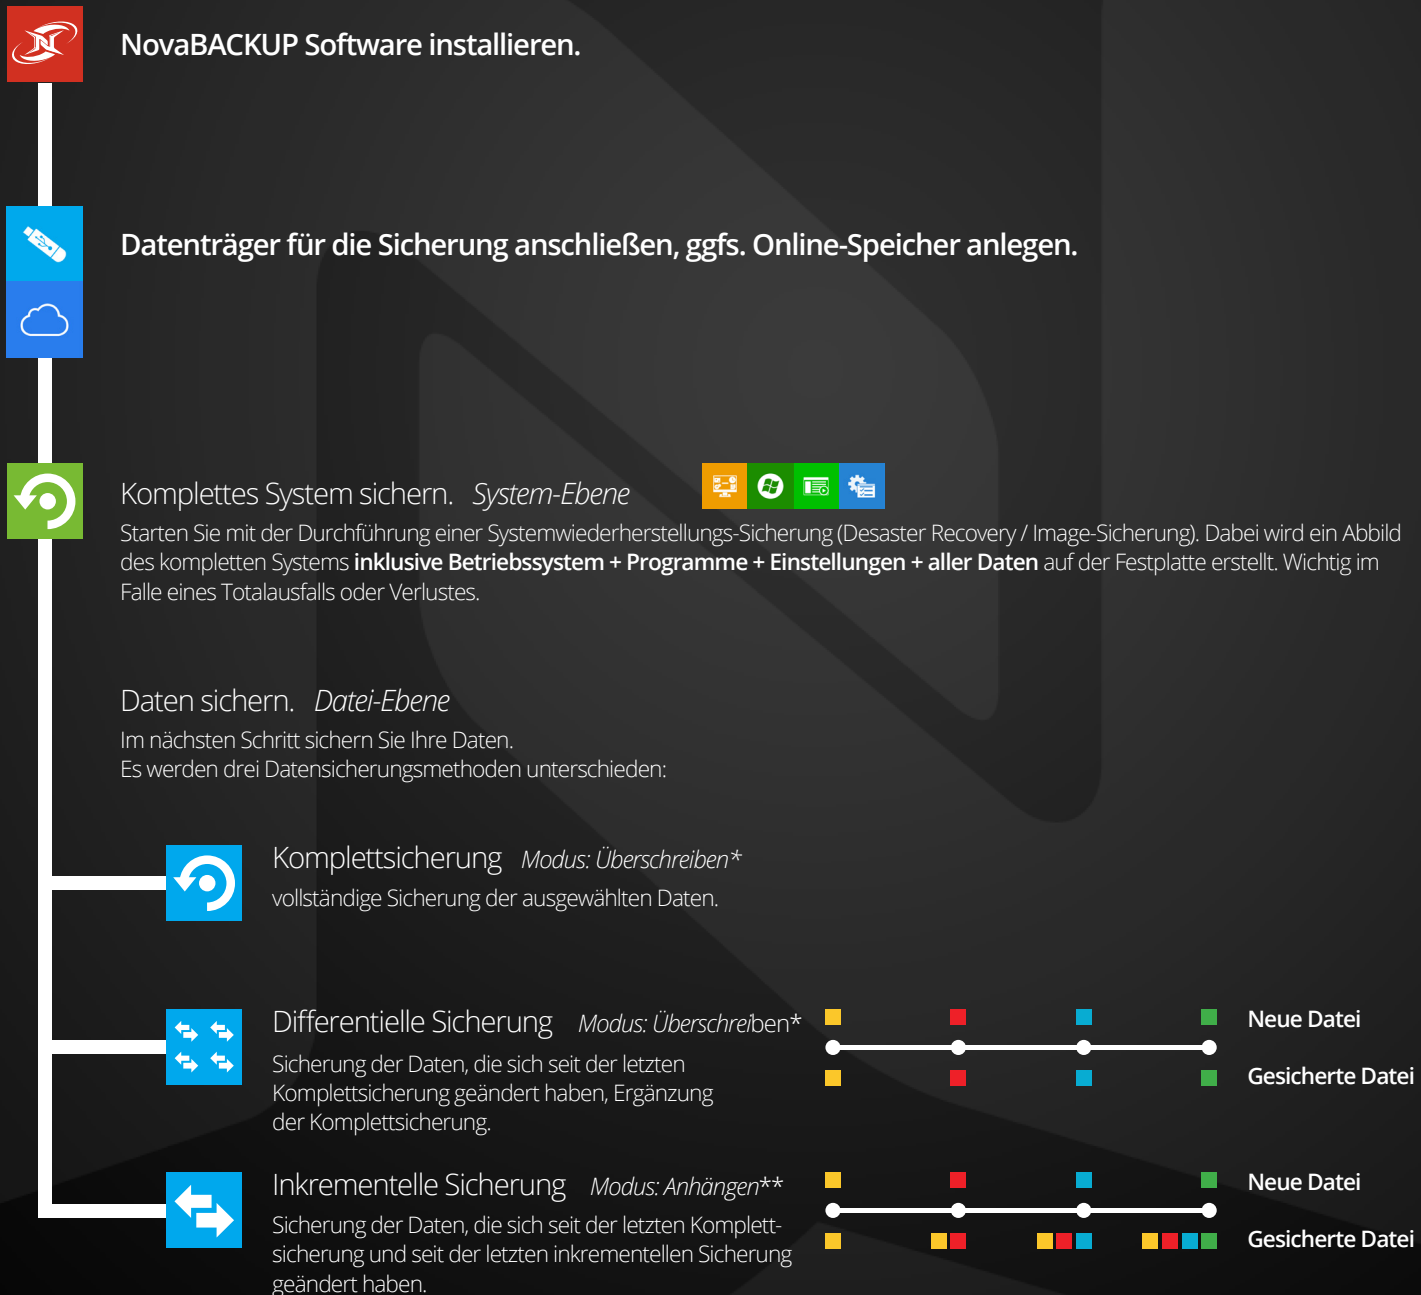 NovaBACKUP Software installieren.
Datenträger für die Sicherung anschließen, ggfs. Online-Speicher anlegen.
Komplettes System sichern. System-Ebene
Starten Sie mit der Durchführung einer Systemwiederherstellungs-Sicherung (Desaster Recovery / Image-Sicherung). Dabei wird ein Abbild
des kompletten Systems inklusive Betriebssystem + Programme + Einstellungen + aller Daten auf der Festplatte erstellt. Wichtig im
Falle eines Totalausfalls oder Verlustes.
Daten sichern. Datei-Ebene
Im nächsten Schritt sichern Sie Ihre Daten.
Es werden drei Datensicherungsmethoden unterschieden:
Komplettsicherung Modus: Überschreiben*
vollständige Sicherung der ausgewählten Daten.
Differentielle Sicherung Modus: Überschreiben*
Sicherung der Daten, die sich seit der letzten
Komplettsicherung geändert haben, Ergänzung
der Komplettsicherung.
Neue Datei
Gesicherte Datei
Inkrementelle Sicherung Modus: Anhängen**
Sicherung der Daten, die sich seit der letzten Komplett-
sicherung und seit der letzten inkrementellen Sicherung
geändert haben.
Neue Datei
Gesicherte Datei